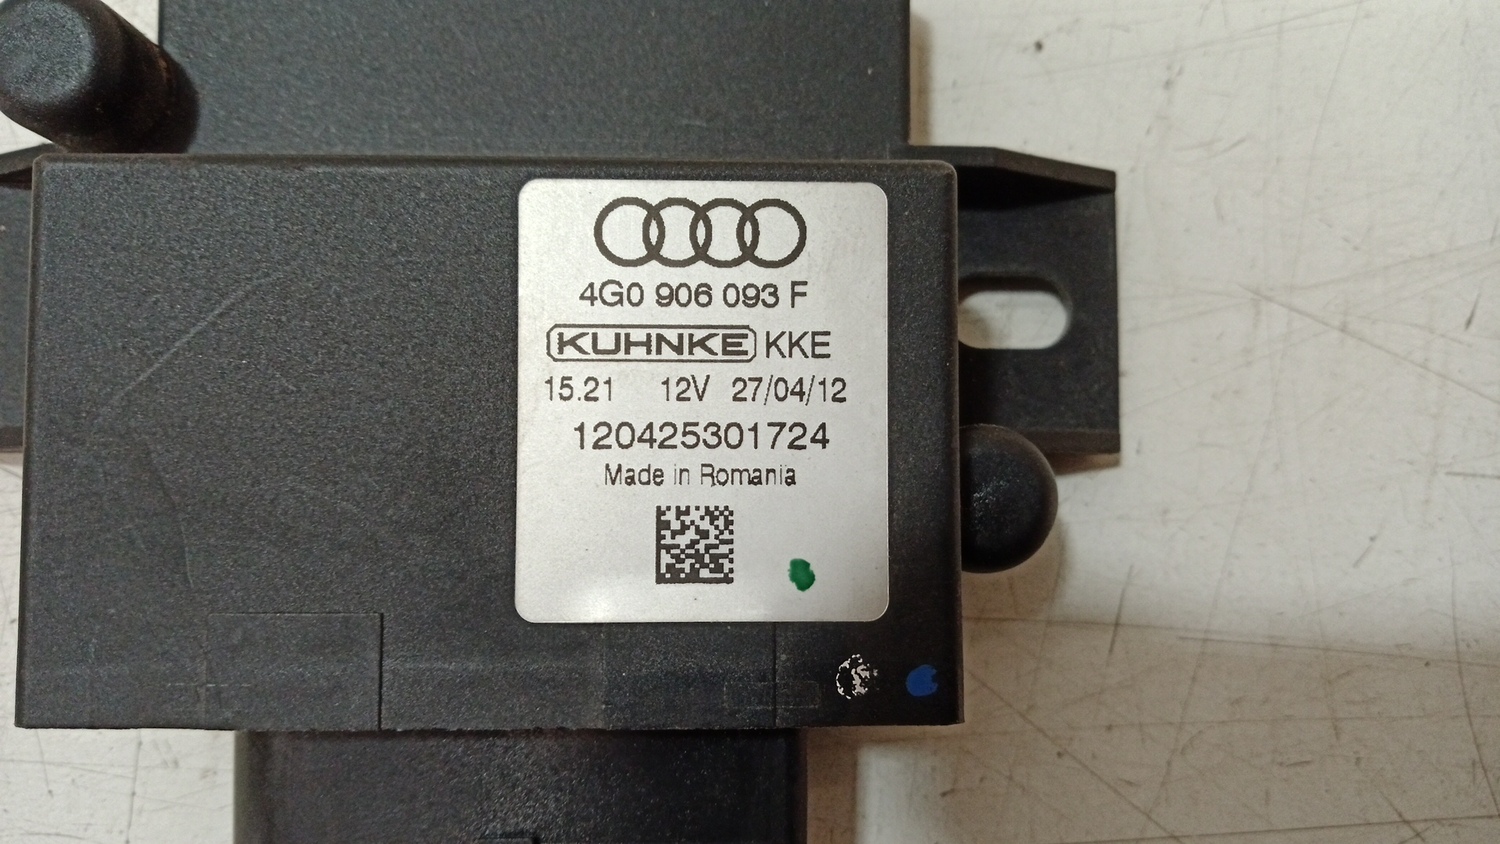 4G0 906 093 F
KUHNKE KKE
15.21 12V 27/04/12
120425301724
Made in Romania